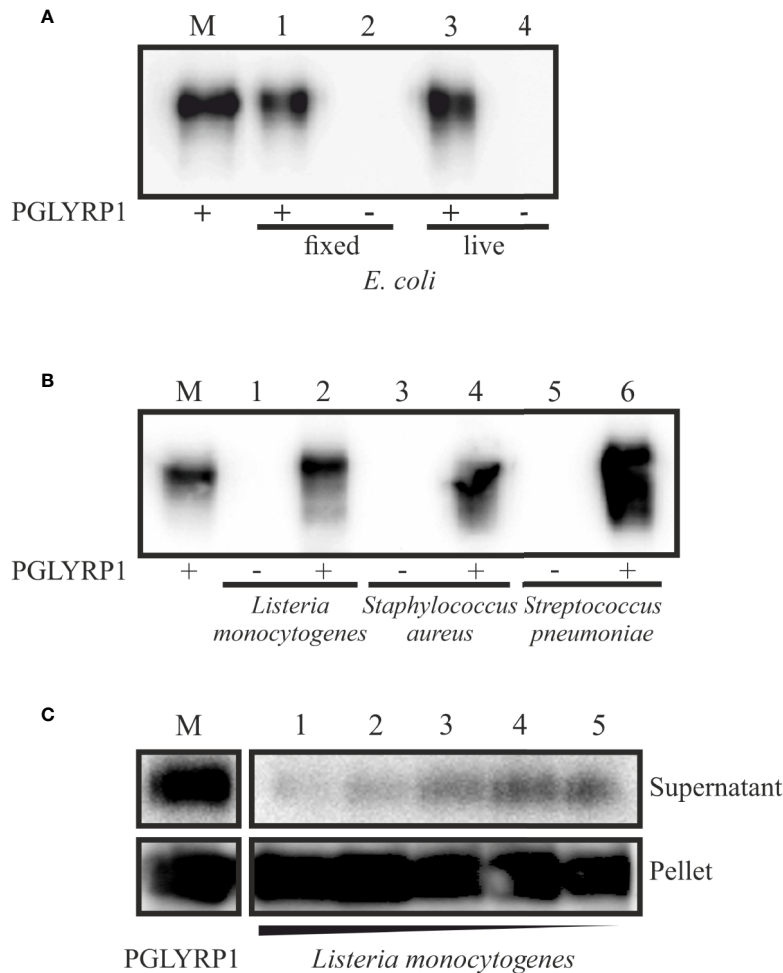 A
M 1 2 3 4
PGLYRP1 + + - + -
fixed live
E. coli
B
M 1 2 3 4 5 6
PGLYRP1 + - + - + - +
Listeria Staphylococcus Streptococcus
monocytogenes aureus pneumoniae
C
M 1 2 3 4 5
Supernatant
Pellet
PGLYRP1 Listeria monocytogenes